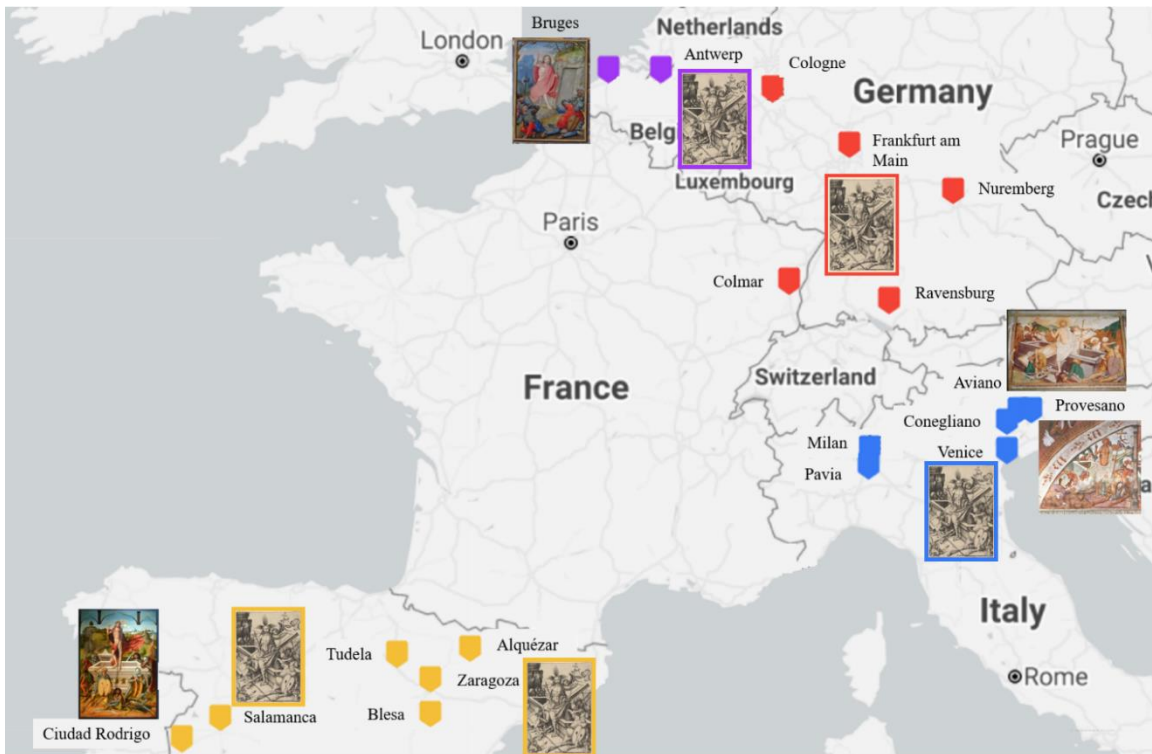 Bruges
London
Netherlands
Antwerp
Cologne
Germany
Belg
Frankfurt am
Main
Prague
Luxembourg
Nuremberg
Czec
Paris
Colmar
Ravensburg
Switzerland
France
Aviano
Conegliano
Provesano
Milan
Venice
Pavia
a
Italy
Rome
Tudela
Alquézar
Zaragoza
Salamanca
Blesa
Ciudad Rodrigo